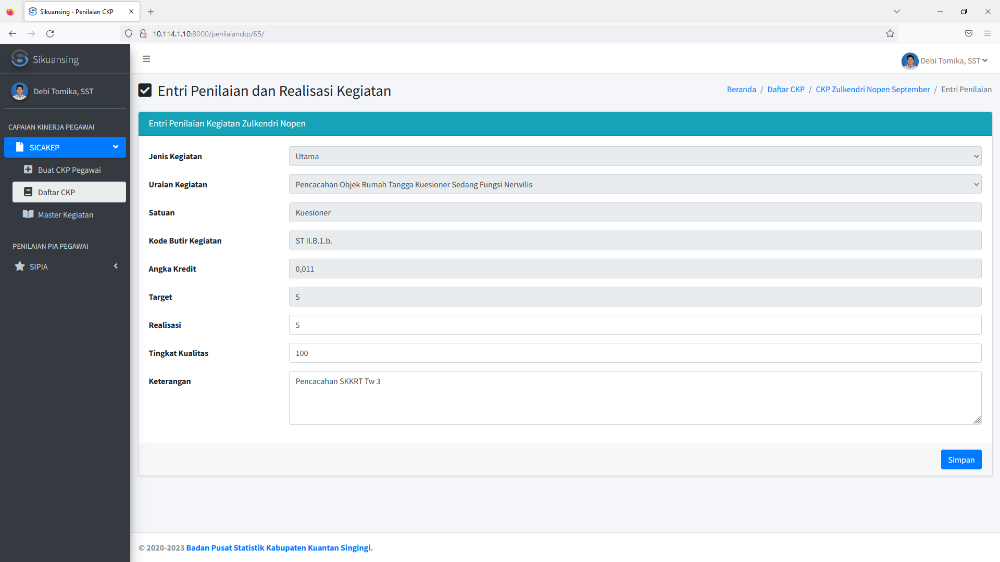 Sikuansing - Penilaian CKP
10.114.1.10:8000/penilaianckp/65/
Sikuansing
Debi Tomika, SST
Debi Tomika, SST
CAPAIAN KINERJA PEGAWAI
SICAKEP
Buat CKP Pegawai
Daftar CKP
Master Kegiatan
PENILAIAN PIA PEGAWAI
SIPIA
Entri Penilaian dan Realisasi Kegiatan
Beranda / Daftar CKP / CKP Zulkendri Nopen September / Entri Penilaian
Entri Penilaian Kegiatan Zulkendri Nopen
Jenis Kegiatan Utama
Uraian Kegiatan Pencacahan Objek Rumah Tangga Kuesioner Sedang Fungsi Nerwilis
Satuan Kuesioner
Kode Butir Kegiatan ST II.B.1.b.
Angka Kredit 0,011
Target 5
Realisasi 5
Tingkat Kualitas 100
Keterangan Pencacahan SKKRT Tw 3
Simpan
© 2020-2023 Badan Pusat Statistik Kabupaten Kuantan Singingi.